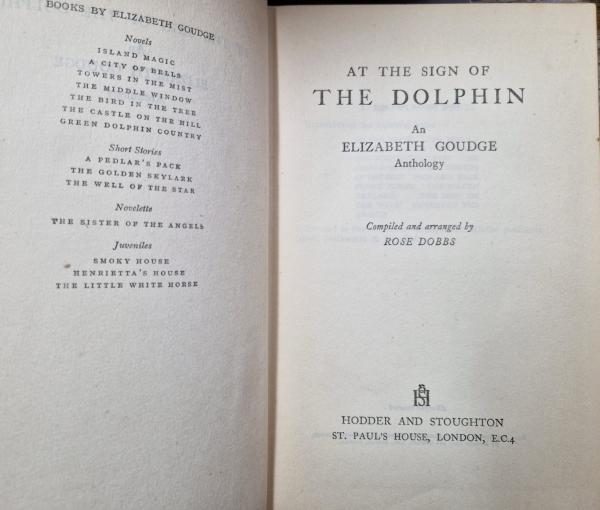 BOOKS BY ELIZABETH GOUDGE
Novels
ISLAND MAGIC
A CITY OF BELLS
TOWERS IN THE MIST
THE MIDDLE WINDOW
THE BIRD IN THE TREE
THE CASTLE ON THE HILL
GREEN DOLPHIN COUNTRY
Short Stories
A PEDLAR'S PACK
THE GOLDEN SKYLARK
THE WELL OF THE STAR
Novelette
THE SISTER OF THE ANGELS
Juveniles
SMOKY HOUSE
HENRIETTA'S HOUSE
THE LITTLE WHITE HORSE
AT THE SIGN OF
THE DOLPHIN
An
ELIZABETH GOUDGE
Anthology
Compiled and arranged by
ROSE DOBBS
HODDER AND STOUGHTON
ST. PAUL'S HOUSE, LONDON, E.C.4